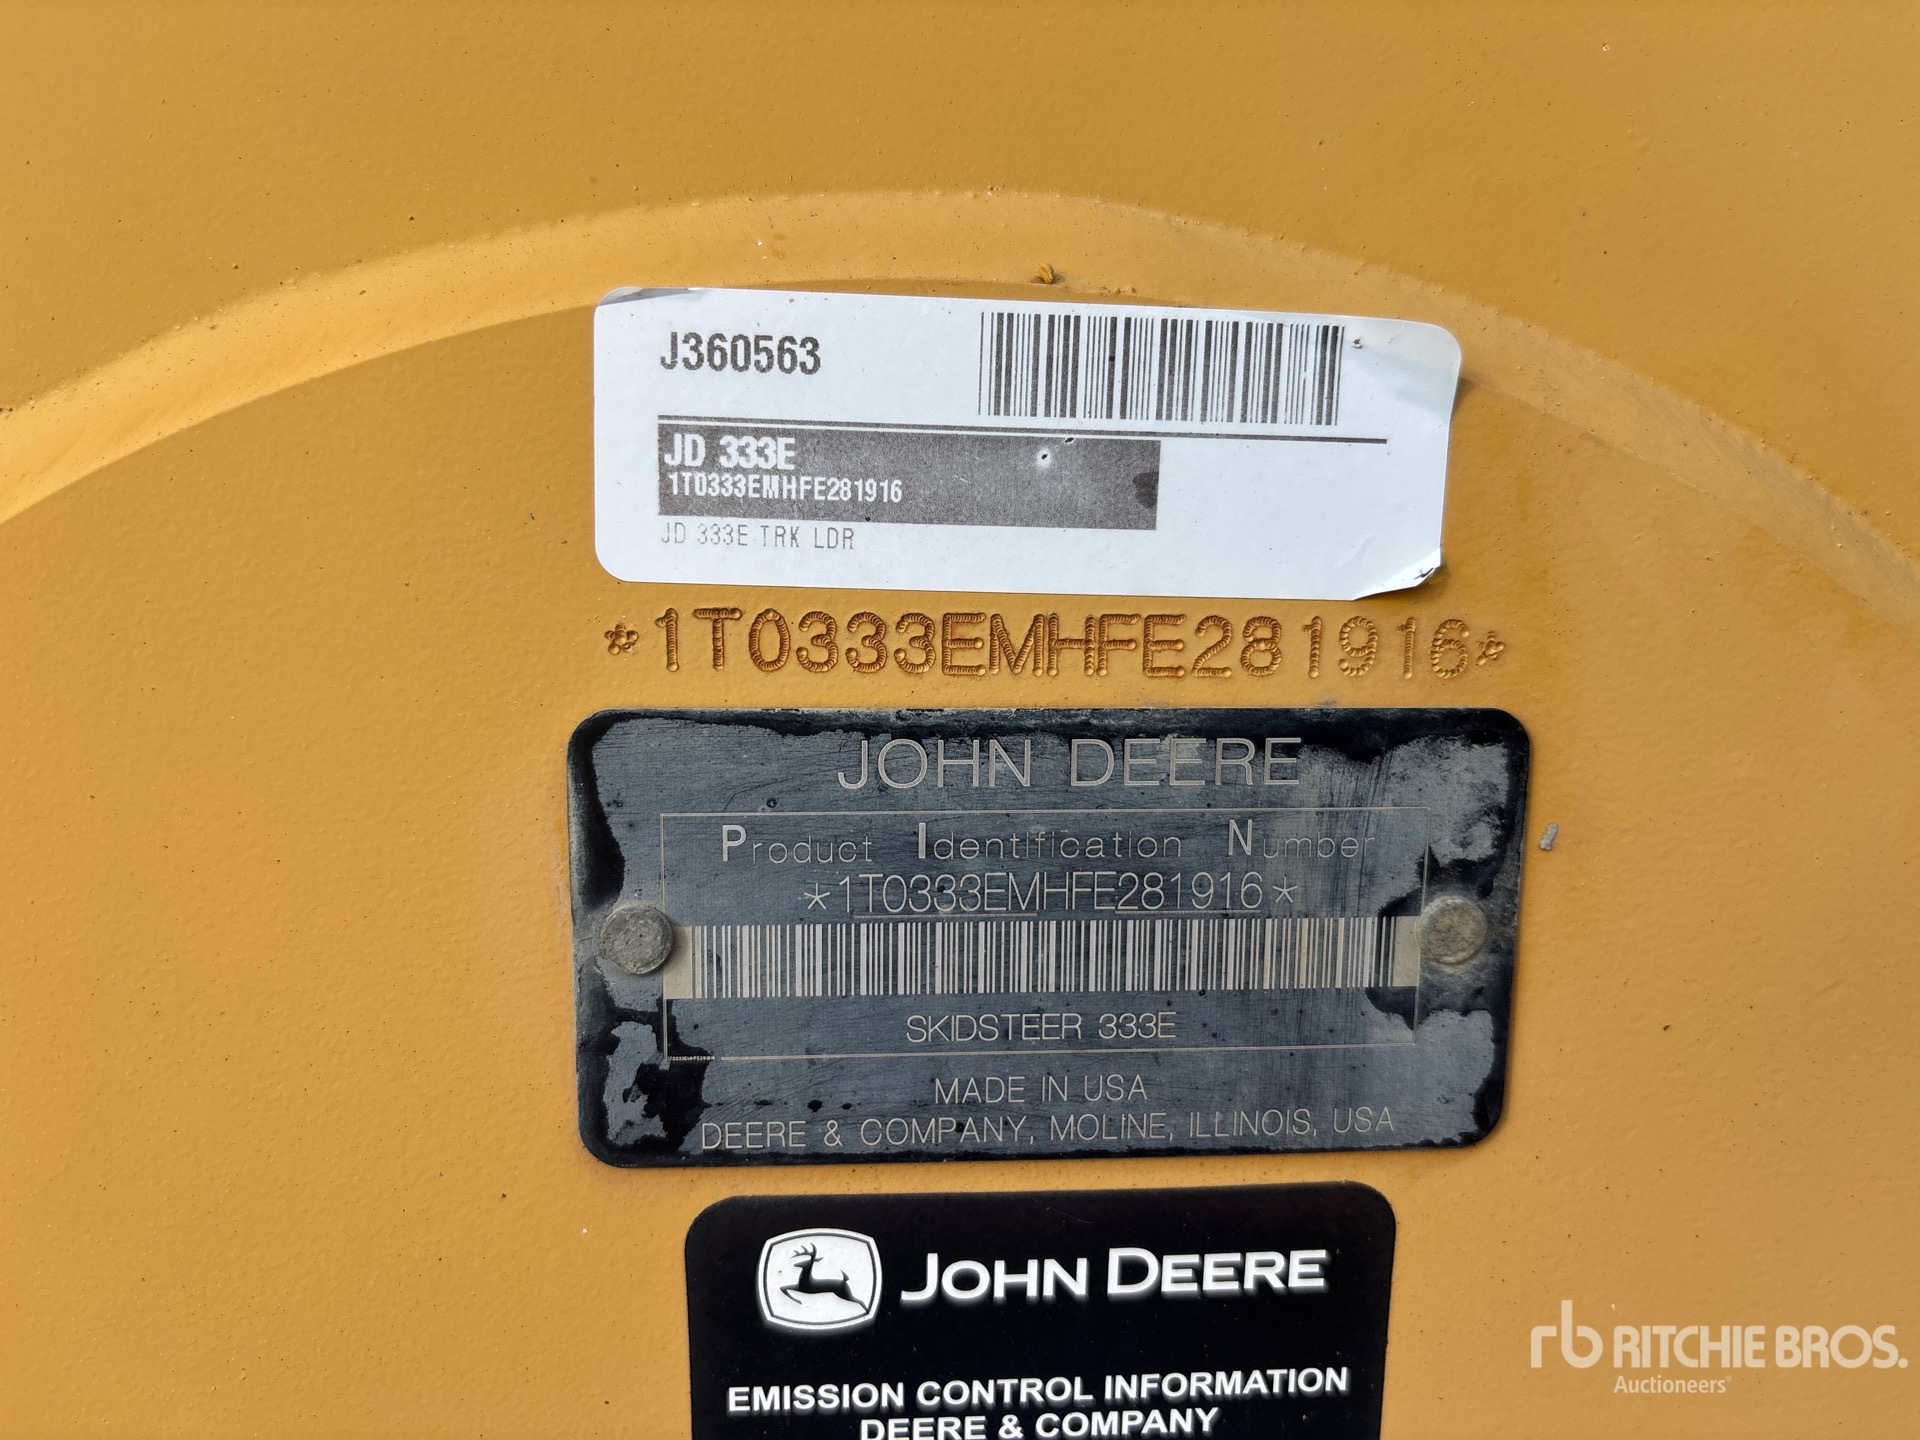 J360563
JD 333E
1T0333EMHFE281916
JD 333E TRK LDR
*1T0333EMHFE281916*
JOHN DEERE
Product Identification Number
*1T0333EMHFE281916*
SKIDSTEER 333E
MADE IN USA
DEERE & COMPANY, MOLINE, ILLINOIS, USA
JOHN DEERE
EMISSION CONTROL INFORMATION
DEERE & COMPANY
rb RITCHIE BROS.
Auctioneers